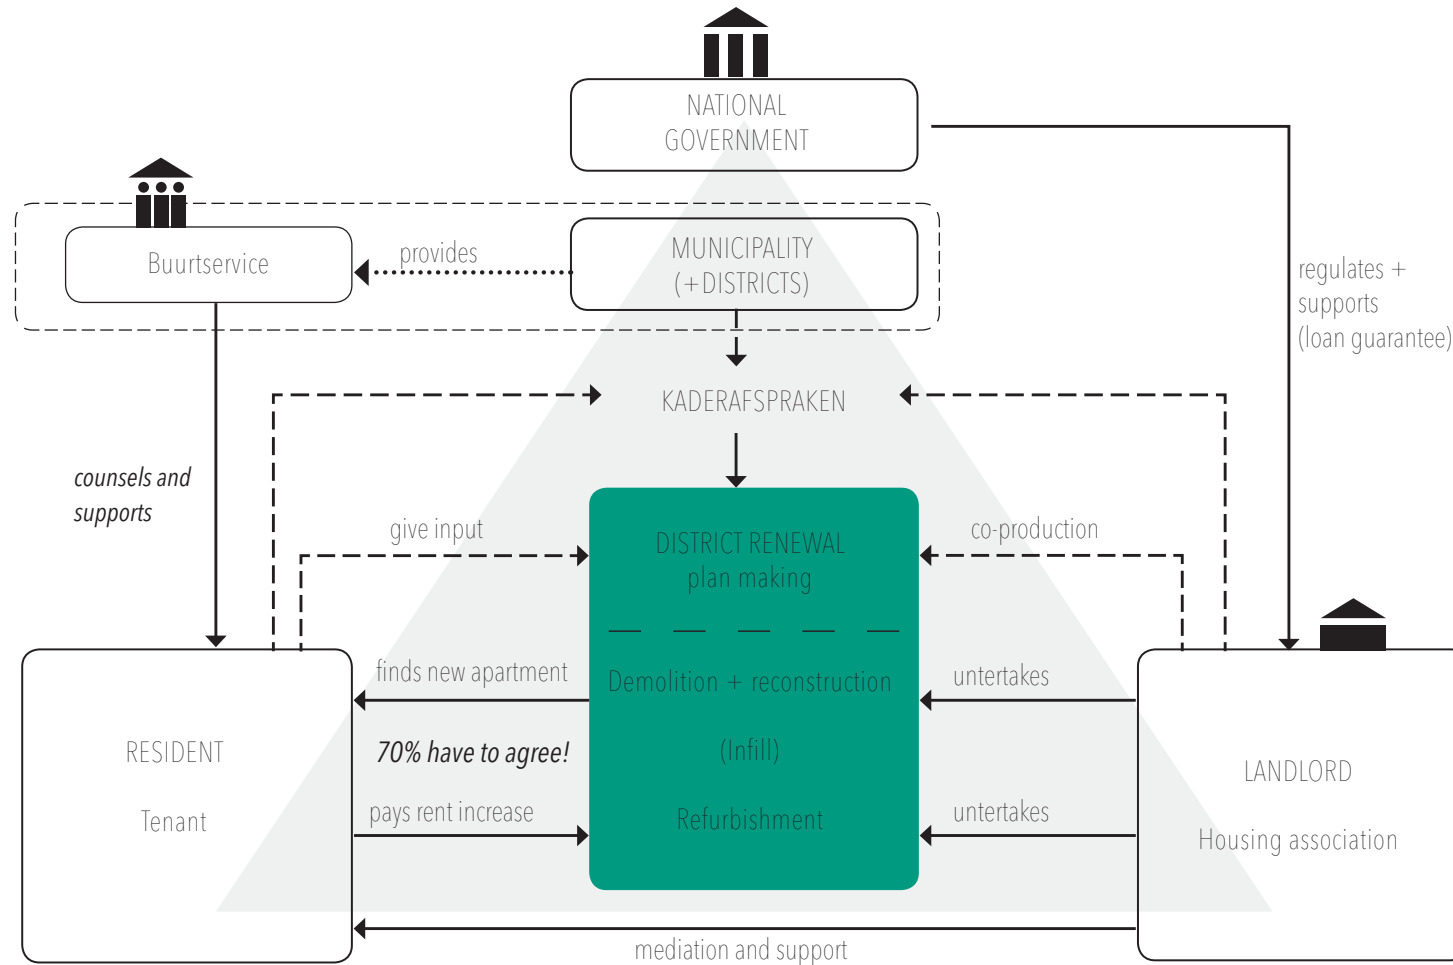 NATIONAL
GOVERNMENT
Buurtservice
provides
MUNICIPALITY
(+DISTRICTS)
regulates +
supports
(loan guarantee)
KADERAFSPRAKEN
counsels and
supports
give input
DISTRICT RENEWAL
plan making
co-production
finds new apartment
Demolition + reconstruction
untertakes
RESIDENT
Tenant
70% have to agree!
(Infill)
LANDLORD
Housing association
pays rent increase
Refurbishment
untertakes
mediation and support